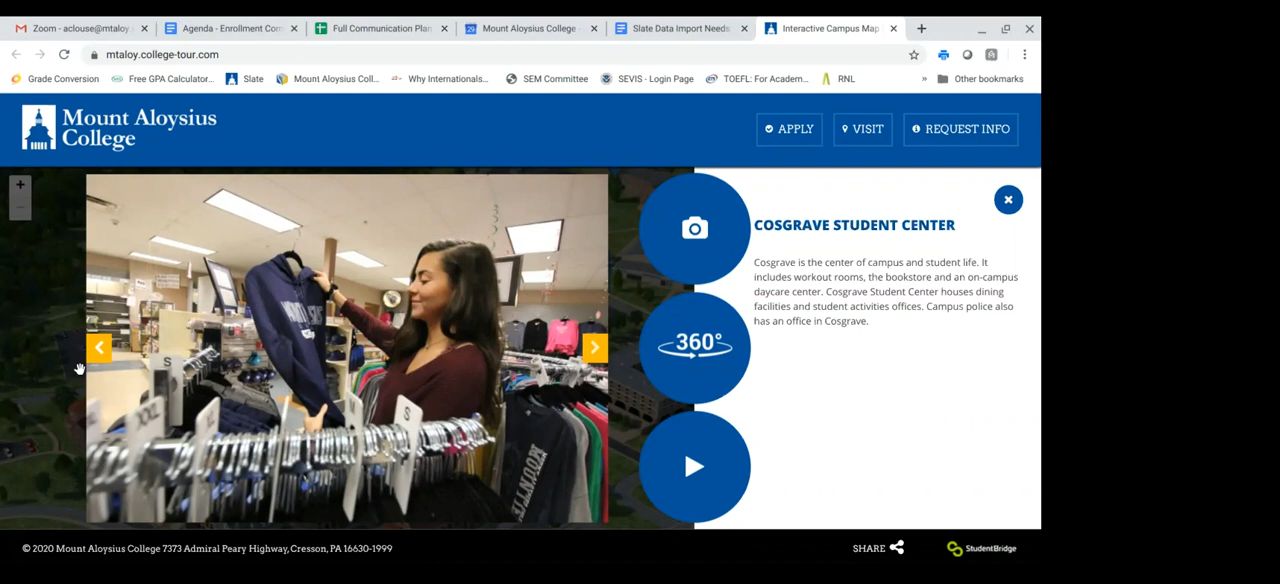 Zoom - aclouse@mtaloy.
Agenda - Enrollment Com
Full Communication Plan
Mount Aloysius College -
Slate Data Import Needs
Interactive Campus Map
mtaloy.college-tour.com
Grade Conversion
Free GPA Calculator...
Slate
Mount Aloysius Coll...
Why Internationals...
SEM Committee
SEVIS - Login Page
TOEFL: For Academ...
RNL
»
Other bookmarks
Mount Aloysius
College
APPLY
VISIT
REQUEST INFO
S
XXL
M
S
MOUNTIE
360°
COSGRAVE STUDENT CENTER
Cosgrave is the center of campus and student life. It
includes workout rooms, the bookstore and an on-campus
daycare center. Cosgrave Student Center houses dining
facilities and student activities offices. Campus police also
has an office in Cosgrave.
© 2020 Mount Aloysius College 7373 Admiral Peary Highway, Cresson, PA 16630-1999
SHARE
StudentBridge